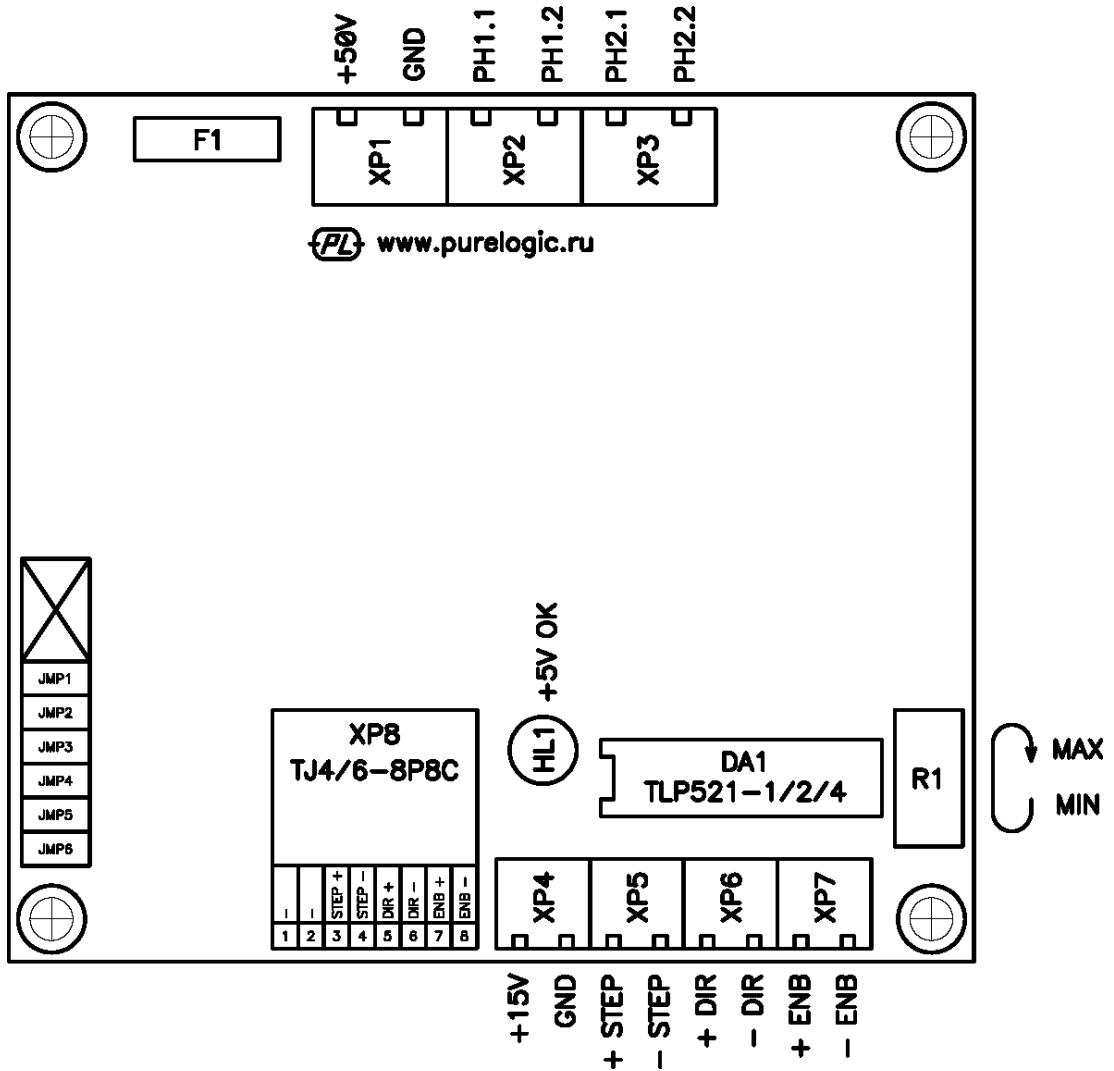 +50V
GND
PH1.1
PH1.2
PH2.1
PH2.2
F1
XP1
XP2
XP3
PL www.purelogic.ru
JMP1
JMP2
JMP3
JMP4
JMP5
JMP6
XP8
TJ4/6-8P8C
-
-
STEP +
STEP -
DIR +
DIR -
ENB +
ENB -
1 2 3 4 5 6 7 8
HL1
+5V OK
DA1
TLP521-1/2/4
R1
MAX
MIN
XP4
XP5
XP6
XP7
+15V
GND
+ STEP
- STEP
+ DIR
- DIR
+ ENB
- ENB